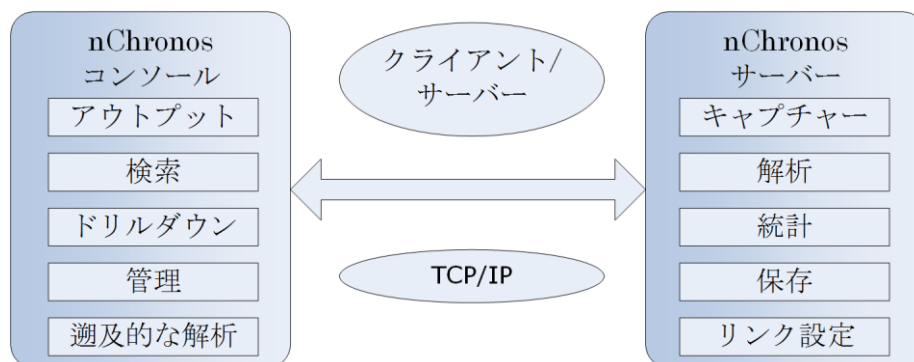 nChronos
コンソール
アウトプット
検索
ドリルダウン
管理
遡及的な解析
クライアント/
サーバー
TCP/IP
nChronos
サーバー
キャプチャー
解析
統計
保存
リンク設定